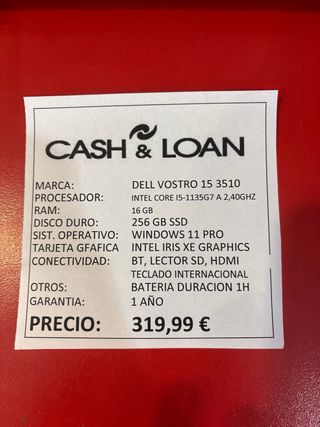 CASH & LOAN
MARCA: DELL VOSTRO 15 3510
PROCESADOR: INTEL CORE I5-1135G7 A 2,40GHZ
RAM: 16 GB
DISCO DURO: 256 GB SSD
SIST. OPERATIVO: WINDOWS 11 PRO
TARJETA GFAFICA INTEL IRIS XE GRAPHICS
CONECTIVIDAD: BT, LECTOR SD, HDMI
TECLADO INTERNACIONAL
OTROS: BATERIA DURACION 1H
GARANTIA: 1 AÑO
PRECIO: 319,99 €